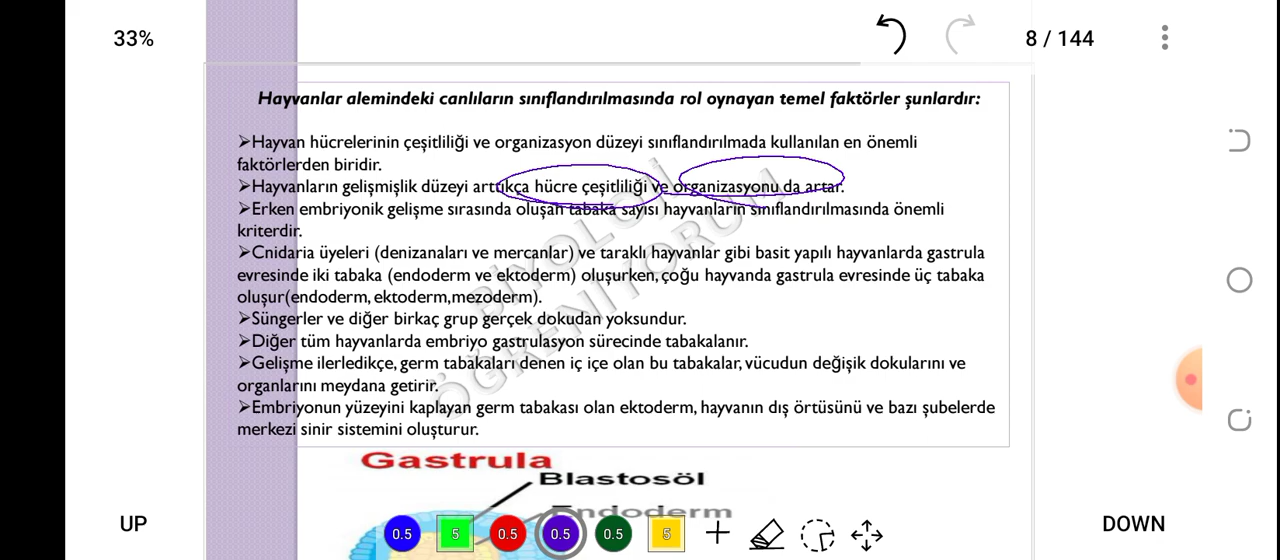 33%
8 / 144
Hayvanlar alemindeki canlıların sınıflandırılmasında rol oynayan temel faktörler şunlardır:
➢Hayvan hücrelerinin çeşitliliği ve organizasyon düzeyi sınıflandırılmada kullanılan en önemli
faktörlerden biridir.
➢Hayvanların gelişmişlik düzeyi arttıkça hücre çeşitliliği ve organizasyonu da artar.
➢Erken embriyonik gelişme sırasında oluşan tabaka sayısı hayvanların sınıflandırılmasında önemli
kriterdir.
➢Cnidaria üyeleri (denizanaları ve mercanlar) ve taraklı hayvanlar gibi basit yapılı hayvanlarda gastrula
evresinde iki tabaka (endoderm ve ektoderm) oluşurken, çoğu hayvanda gastrula evresinde üç tabaka
oluşur(endoderm, ektoderm,mezoderm).
➢Süngerler ve diğer birkaç grup gerçek dokudan yoksundur.
➢Diğer tüm hayvanlarda embriyo gastrulasyon sürecinde tabakalanır.
➢Gelişme ilerledikçe, germ tabakaları denen iç içe olan bu tabakalar, vücudun değişik dokularını ve
organlarını meydana getirir.
➢Embriyonun yüzeyini kaplayan germ tabakası olan ektoderm, hayvanın dış örtüsünü ve bazı şubelerde
merkezi sinir sistemini oluşturur.
BİYOLOJİ
ÖĞRENİYORUM
Gastrula
Blastosöl
Endoderm
UP
0.5
5
0.5
0.5
0.5
5
DOWN